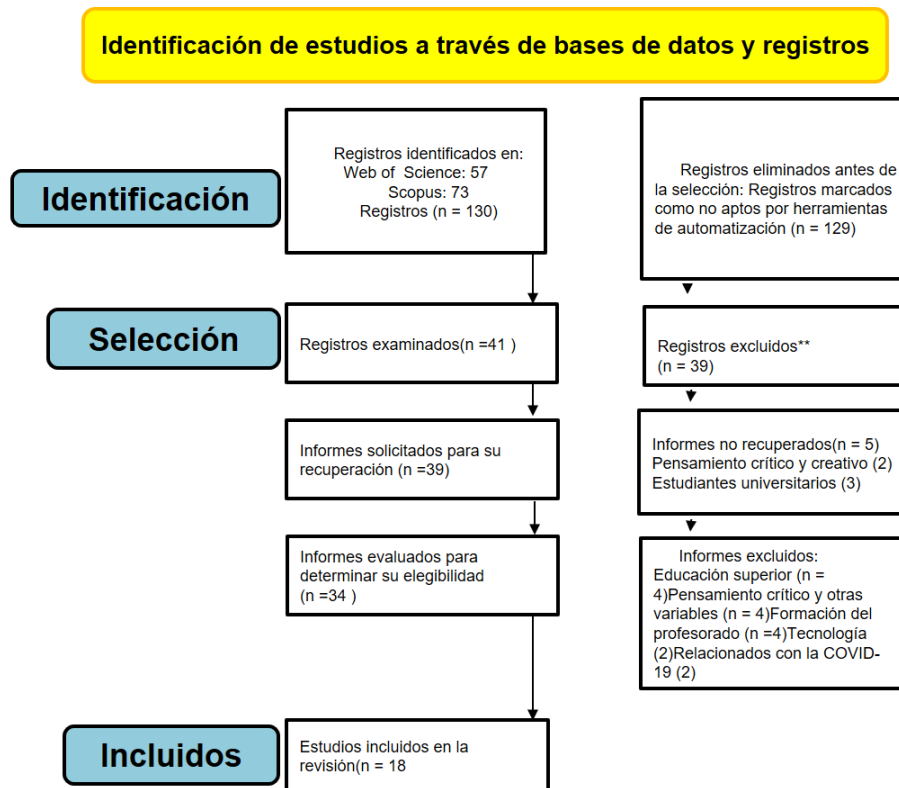 Identificación de estudios a través de bases de datos y registros
Identificación
Registros identificados en:
Web of Science: 57
Scopus: 73
Registros (n = 130)
Registros eliminados antes de
la selección: Registros marcados
como no aptos por herramientas
de automatización (n = 129)
Selección
Registros examinados(n =41 )
Registros excluidos**
(n = 39)
Informes solicitados para su
recuperación (n =39)
Informes no recuperados(n = 5)
Pensamiento crítico y creativo (2)
Estudiantes universitarios (3)
Informes evaluados para
determinar su elegibilidad
(n =34 )
Informes excluidos:
Educación superior (n =
4)Pensamiento crítico y otras
variables (n = 4)Formación del
profesorado (n =4)Tecnología
(2)Relacionados con la COVID-
19 (2)
Incluidos
Estudios incluidos en la
revisión(n = 18